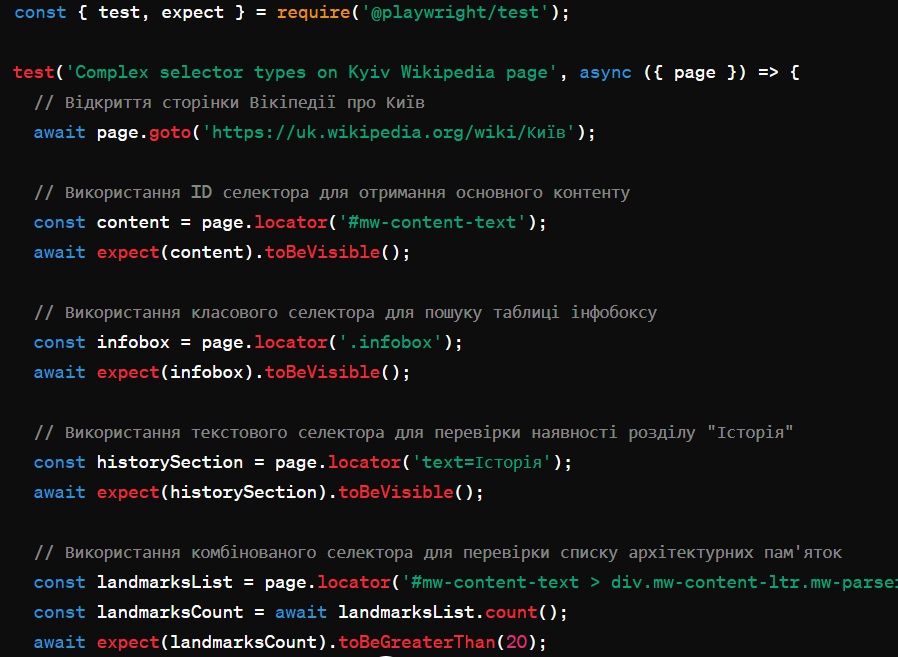 const { test, expect } = require('@playwright/test');
test('Complex selector types on Kyiv Wikipedia page', async ({ page }) => {
// Відкриття сторінки Вікіпедії про Київ
await page.goto('https://uk.wikipedia.org/wiki/Київ');
// Використання ID селектора для отримання основного контенту
const content = page.locator('#mw-content-text');
await expect(content).toBeVisible();
// Використання класового селектора для пошуку таблиці інфобоксу
const infobox = page.locator('.infobox');
await expect(infobox).toBeVisible();
// Використання текстового селектора для перевірки наявності розділу "Історія"
const historySection = page.locator('text=Історія');
await expect(historySection).toBeVisible();
// Використання комбінованого селектора для перевірки списку архітектурних пам'яток
const landmarksList = page.locator('#mw-content-text > div.mw-content-ltr.mw-parser
const landmarksCount = await landmarksList.count();
await expect(landmarksCount).toBeGreaterThan(20);